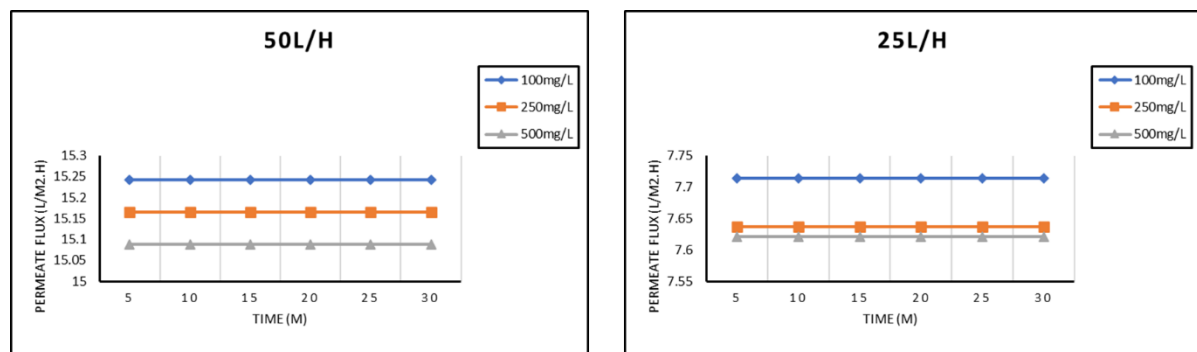 50L/H
100mg/L
250mg/L
500mg/L
PERMEATE FLUX (L/M2.H)
15.3
15.25
15.2
15.15
15.1
15.05
15
5 10 15 20 25 30
TIME (M)
25L/H
100mg/L
250mg/L
500mg/L
PERMEATE FLUX (L/M2.H)
7.75
7.7
7.65
7.6
7.55
5 10 15 20 25 30
TIME (M)